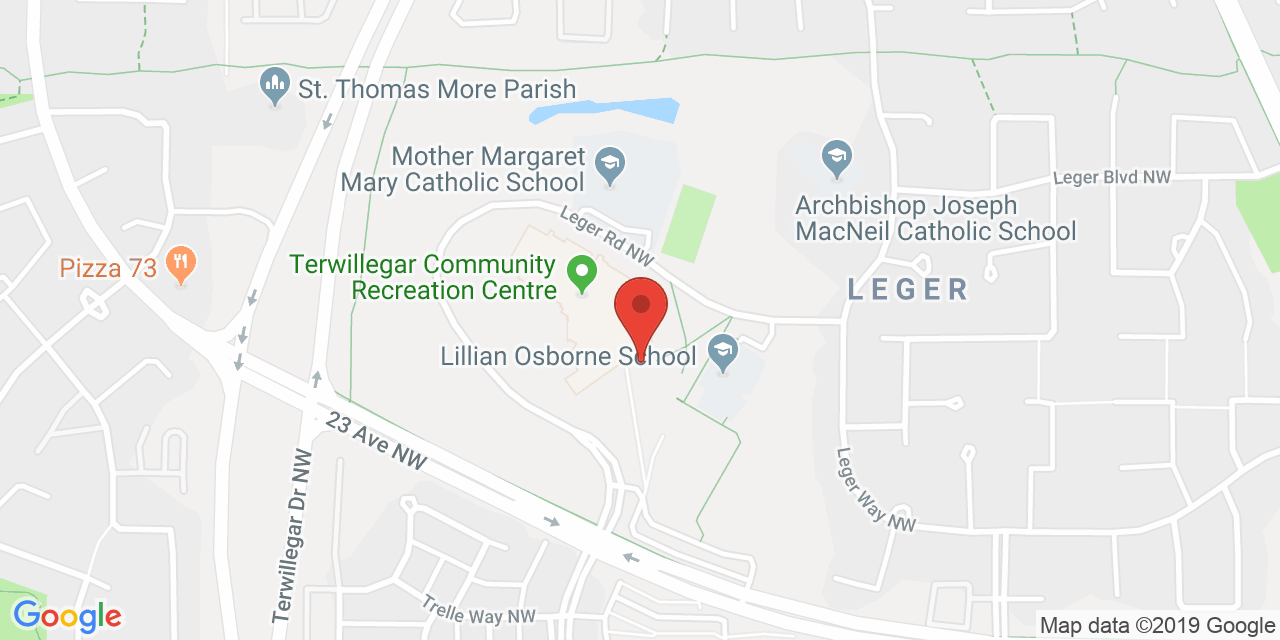 St. Thomas More Parish
Mother Margaret
Mary Catholic School
Leger Blvd NW
Archbishop Joseph
MacNeil Catholic School
Leger Rd NW
Pizza 73
Terwillegar Community
Recreation Centre
LEGER
Lillian Osborne School
23 Ave NW
Terwillegar Dr NW
Leger Way NW
Trelle Way NW
Google
Map data ©2019 Google